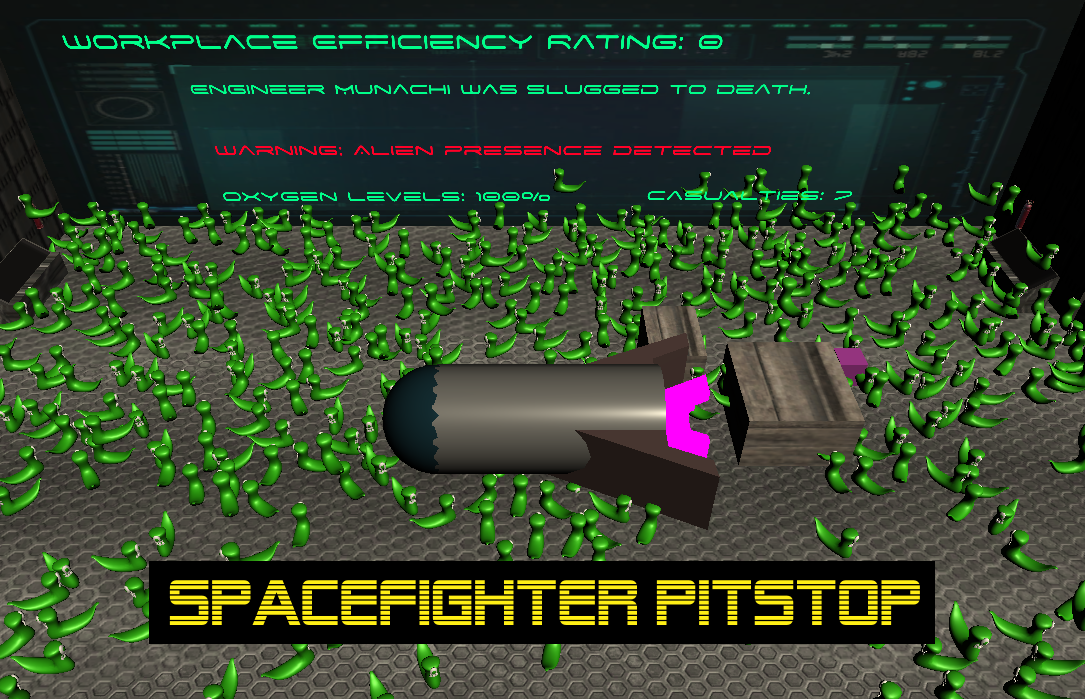 WORKPLACE EFFICIENCY RATING: 0
ENGINEER MUNACHI WAS SLUGGED TO DEATH.
WARNING: ALIEN PRESENCE DETECTED
OXYGEN LEVELS: 100% CASUALTIES: 7
SPACEFIGHTER PITSTOP